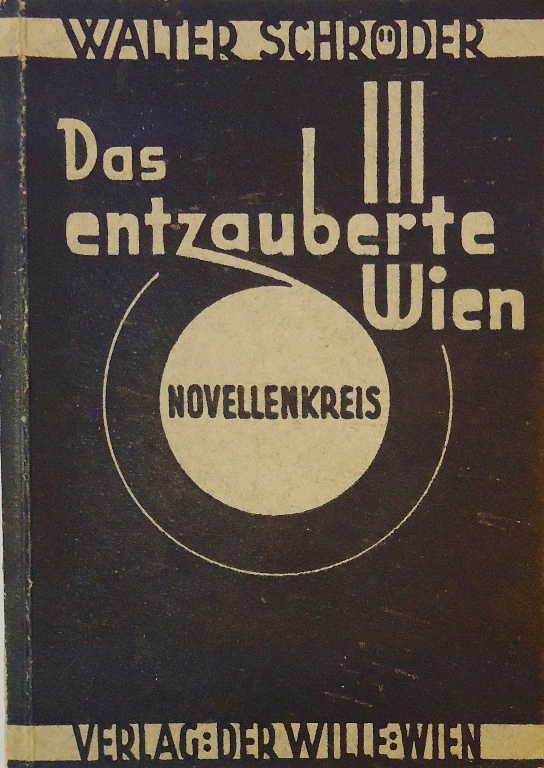 WALTER SCHRÖDER
Das
entzauberte
Wien
NOVELLENKREIS
VERLAG:DER WILLE:WIEN